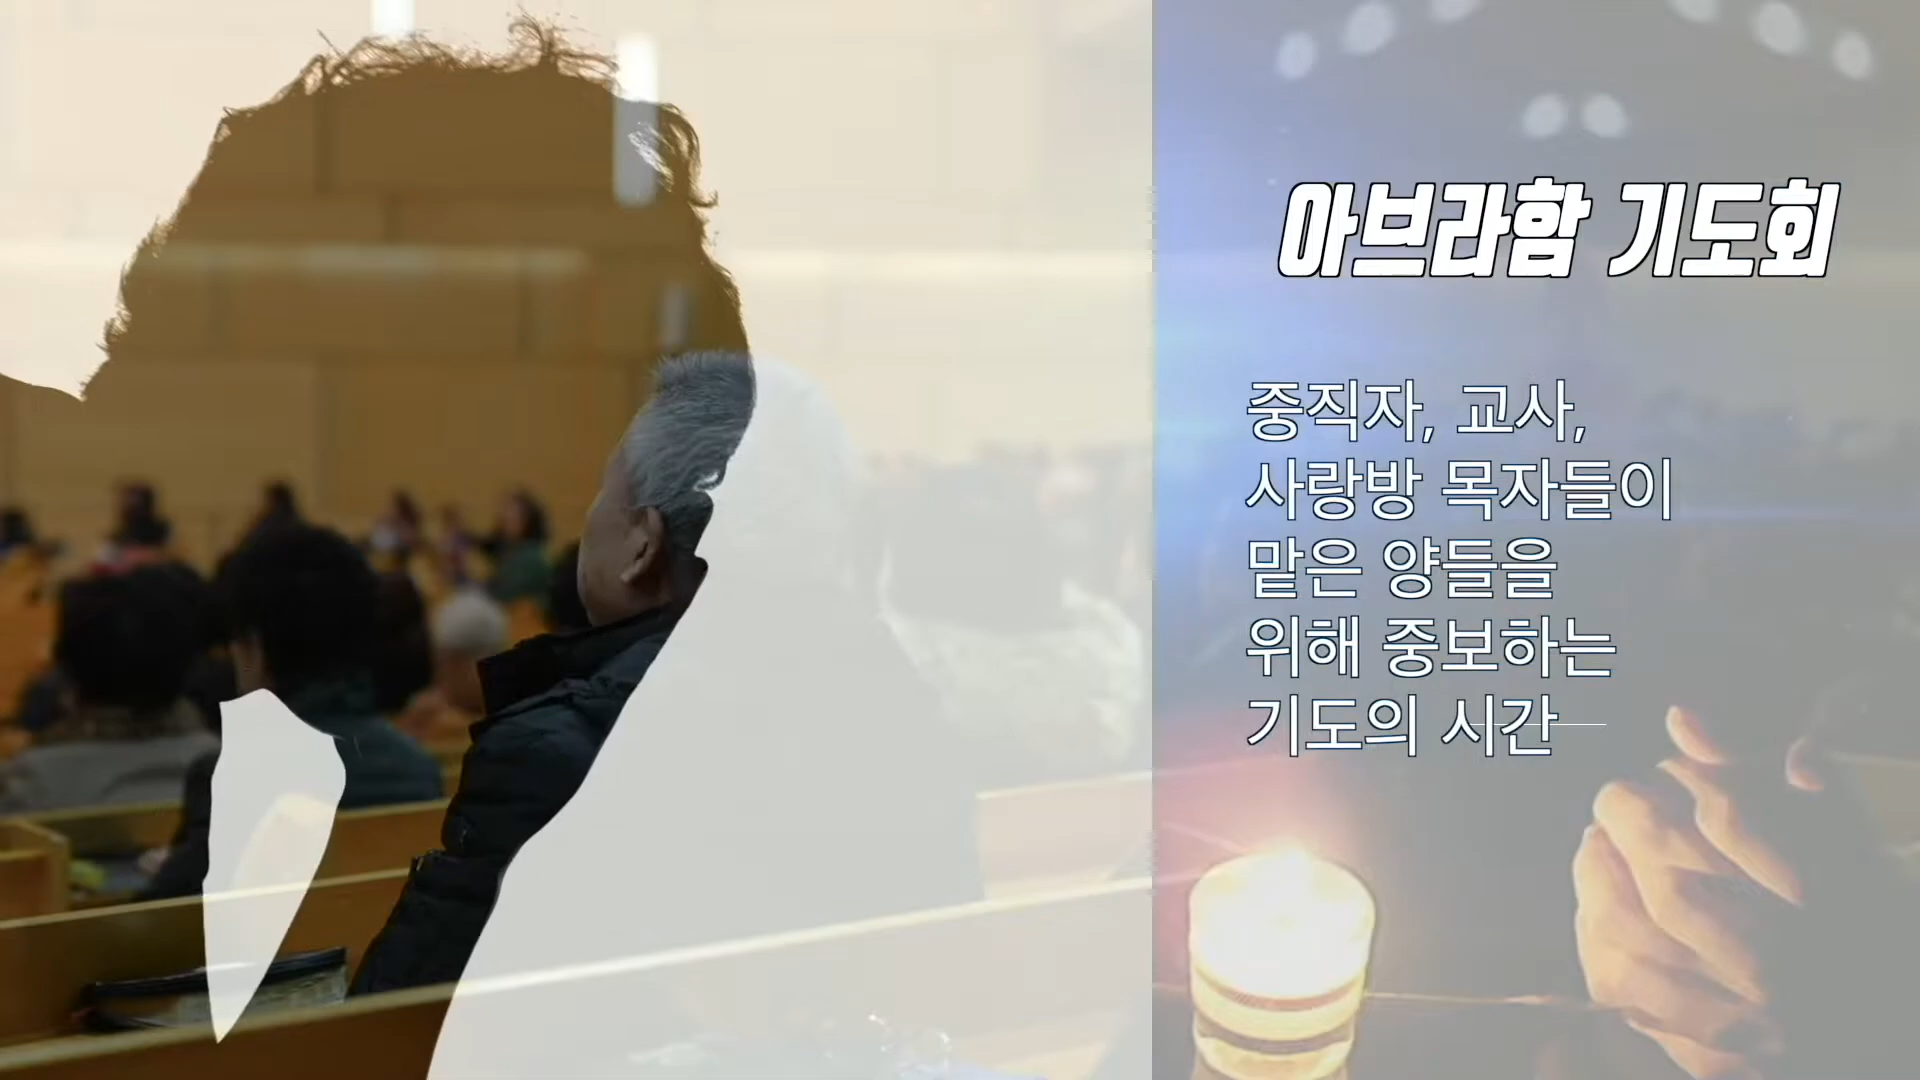 아브라함 기도회
중직자, 교사,
사랑방 목자들이
맡은 양들을
위해 중보하는
기도의 시간